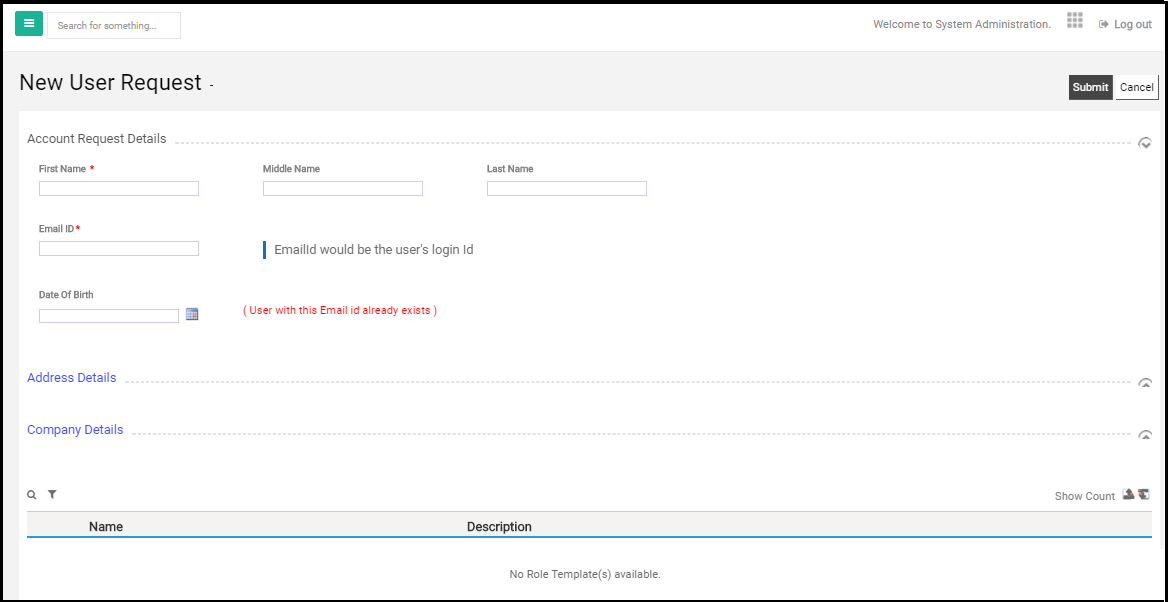 Search for something...
Welcome to System Administration.
Log out
New User Request -
Submit
Cancel
Account Request Details
First Name *
Middle Name
Last Name
Email ID*
EmailId would be the user's login Id
Date Of Birth
( User with this Email id already exists )
Address Details
Company Details
Show Count
Name
Description
No Role Template(s) available.